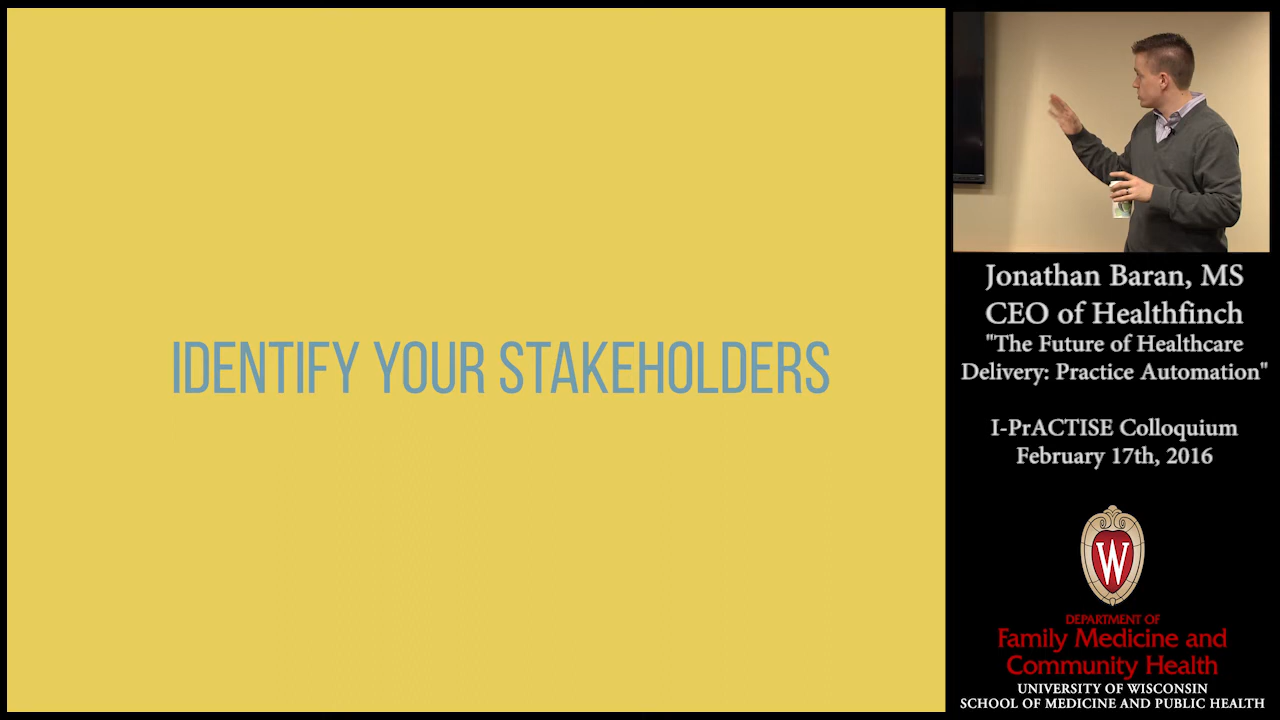 IDENTIFY YOUR STAKEHOLDERS
Jonathan Baran, MS
CEO of Healthfinch
"The Future of Healthcare
Delivery: Practice Automation"
I-PrACTISE Colloquium
February 17th, 2016
W
DEPARTMENT OF
Family Medicine and
Community Health
UNIVERSITY OF WISCONSIN
SCHOOL OF MEDICINE AND PUBLIC HEALTH